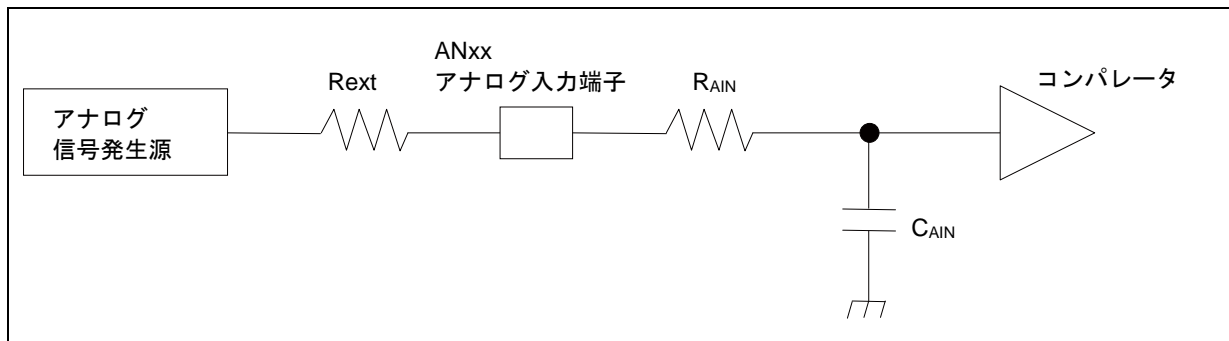 アナログ
信号発生源
Rext
ANxx
アナログ入力端子
RAIN
コンパレータ
CAIN